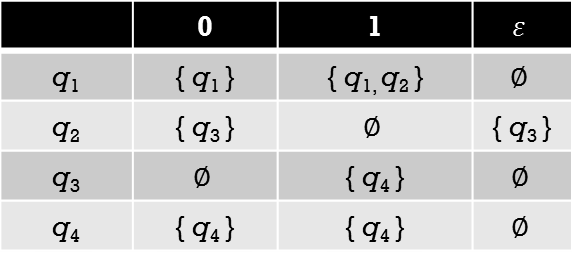 0 1 ε
q₁ { q₁ } { q₁, q₂ } ∅
q₂ { q₃ } ∅ { q₃ }
q₃ ∅ { q₄ } ∅
q₄ { q₄ } { q₄ } ∅